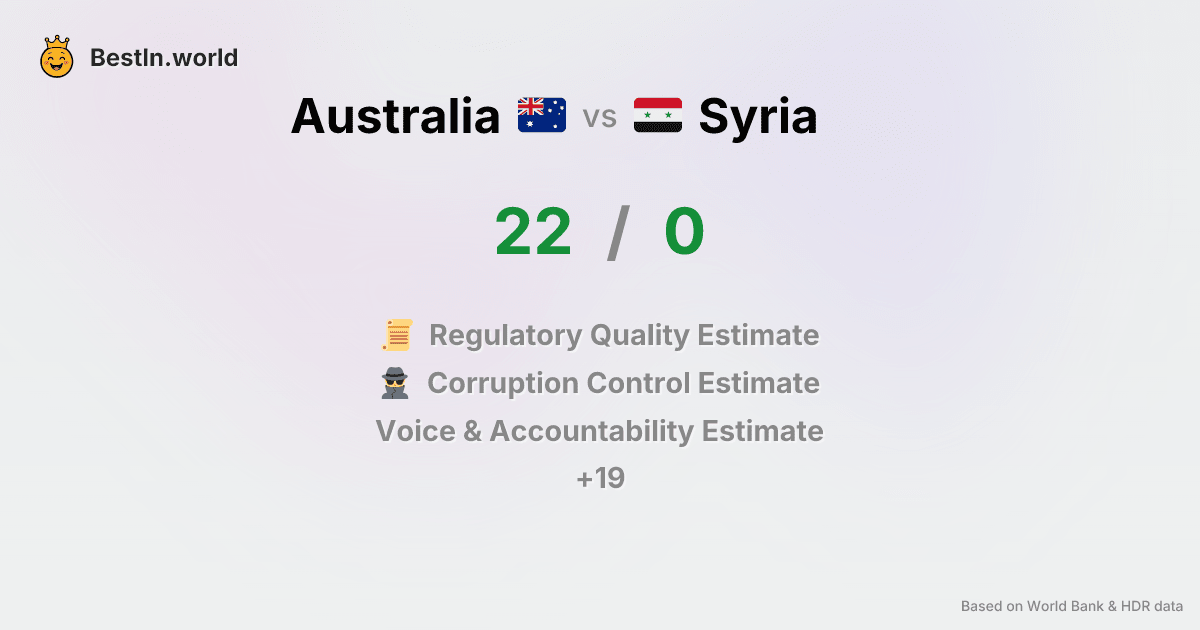 BestIn.world
Australia vs Syria
22 / 0
Regulatory Quality Estimate
Corruption Control Estimate
Voice & Accountability Estimate
+19
Based on World Bank & HDR data